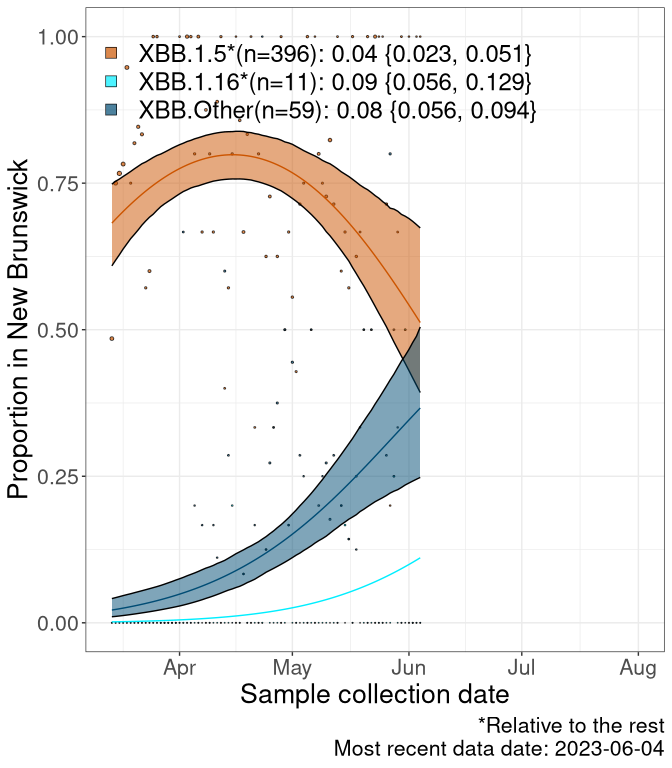 1.00
XBB.1.5*(n=396): 0.04 {0.023, 0.051}
XBB.1.16*(n=11): 0.09 {0.056, 0.129}
XBB.Other(n=59): 0.08 {0.056, 0.094}
0.75
0.50
0.25
0.00
Proportion in New Brunswick
Apr May Jun Jul Aug
Sample collection date
*Relative to the rest
Most recent data date: 2023-06-04